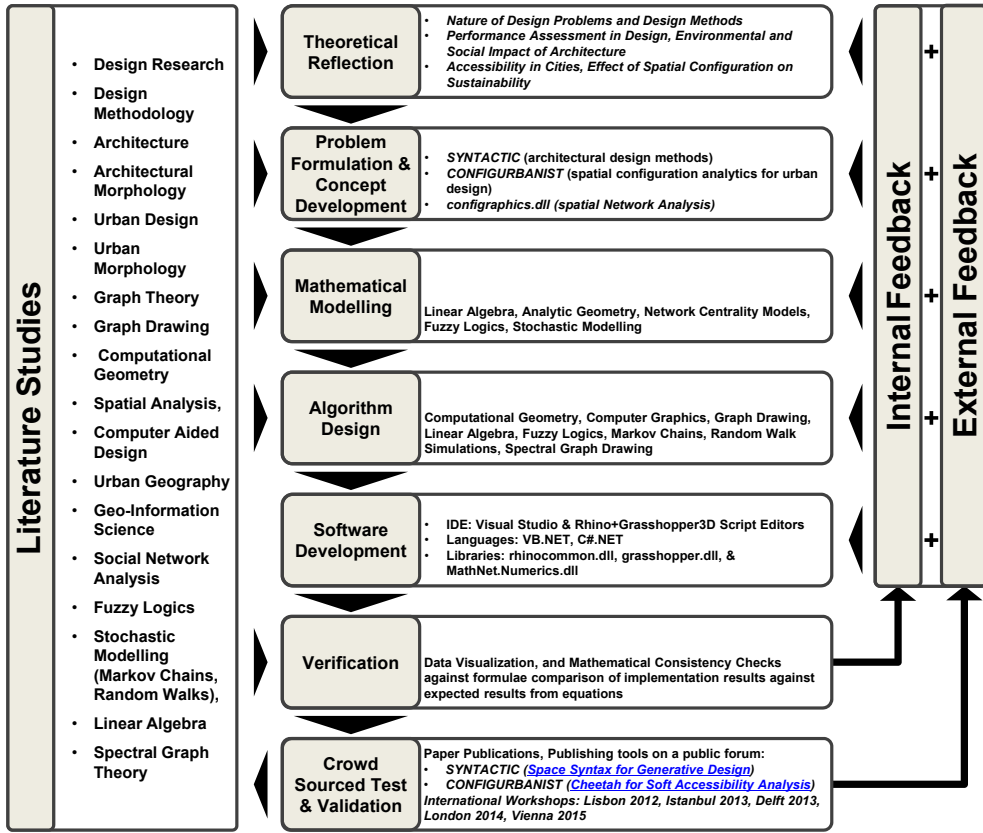 Literature Studies
• Design Research
• Design
Methodology
• Architecture
• Architectural
Morphology
• Urban Design
• Urban
Morphology
• Graph Theory
• Graph Drawing
• Computational
Geometry
• Spatial Analysis,
• Computer Aided
Design
• Urban Geography
• Geo-Information
Science
• Social Network
Analysis
• Fuzzy Logics
• Stochastic
Modelling
(Markov Chains,
Random Walks),
• Linear Algebra
• Spectral Graph
Theory
Theoretical
Reflection
• Nature of Design Problems and Design Methods
• Performance Assessment in Design, Environmental and
Social Impact of Architecture
• Accessibility in Cities, Effect of Spatial Configuration on
Sustainability
Problem
Formulation &
Concept
Development
• SYNTACTIC (architectural design methods)
• CONFIGURBANIST (spatial configuration analytics for urban
design)
• configraphics.dll (spatial Network Analysis)
Mathematical
Modelling
Linear Algebra, Analytic Geometry, Network Centrality Models,
Fuzzy Logics, Stochastic Modelling
Algorithm
Design
Computational Geometry, Computer Graphics, Graph Drawing,
Linear Algebra, Fuzzy Logics, Markov Chains, Random Walk
Simulations, Spectral Graph Drawing
Software
Development
• IDE: Visual Studio & Rhino+Grasshopper3D Script Editors
• Languages: VB.NET, C#.NET
• Libraries: rhinocommon.dll, grasshopper.dll, &
MathNet.Numerics.dll
Verification
Data Visualization, and Mathematical Consistency Checks
against formulae comparison of implementation results against
expected results from equations
Crowd
Sourced Test
& Validation
Paper Publications, Publishing tools on a public forum:
• SYNTACTIC (Space Syntax for Generative Design)
• CONFIGURBANIST (Cheetah for Soft Accessibility Analysis)
International Workshops: Lisbon 2012, Istanbul 2013, Delft 2013,
London 2014, Vienna 2015
Internal Feedback
+
+
+
+
+
External Feedback